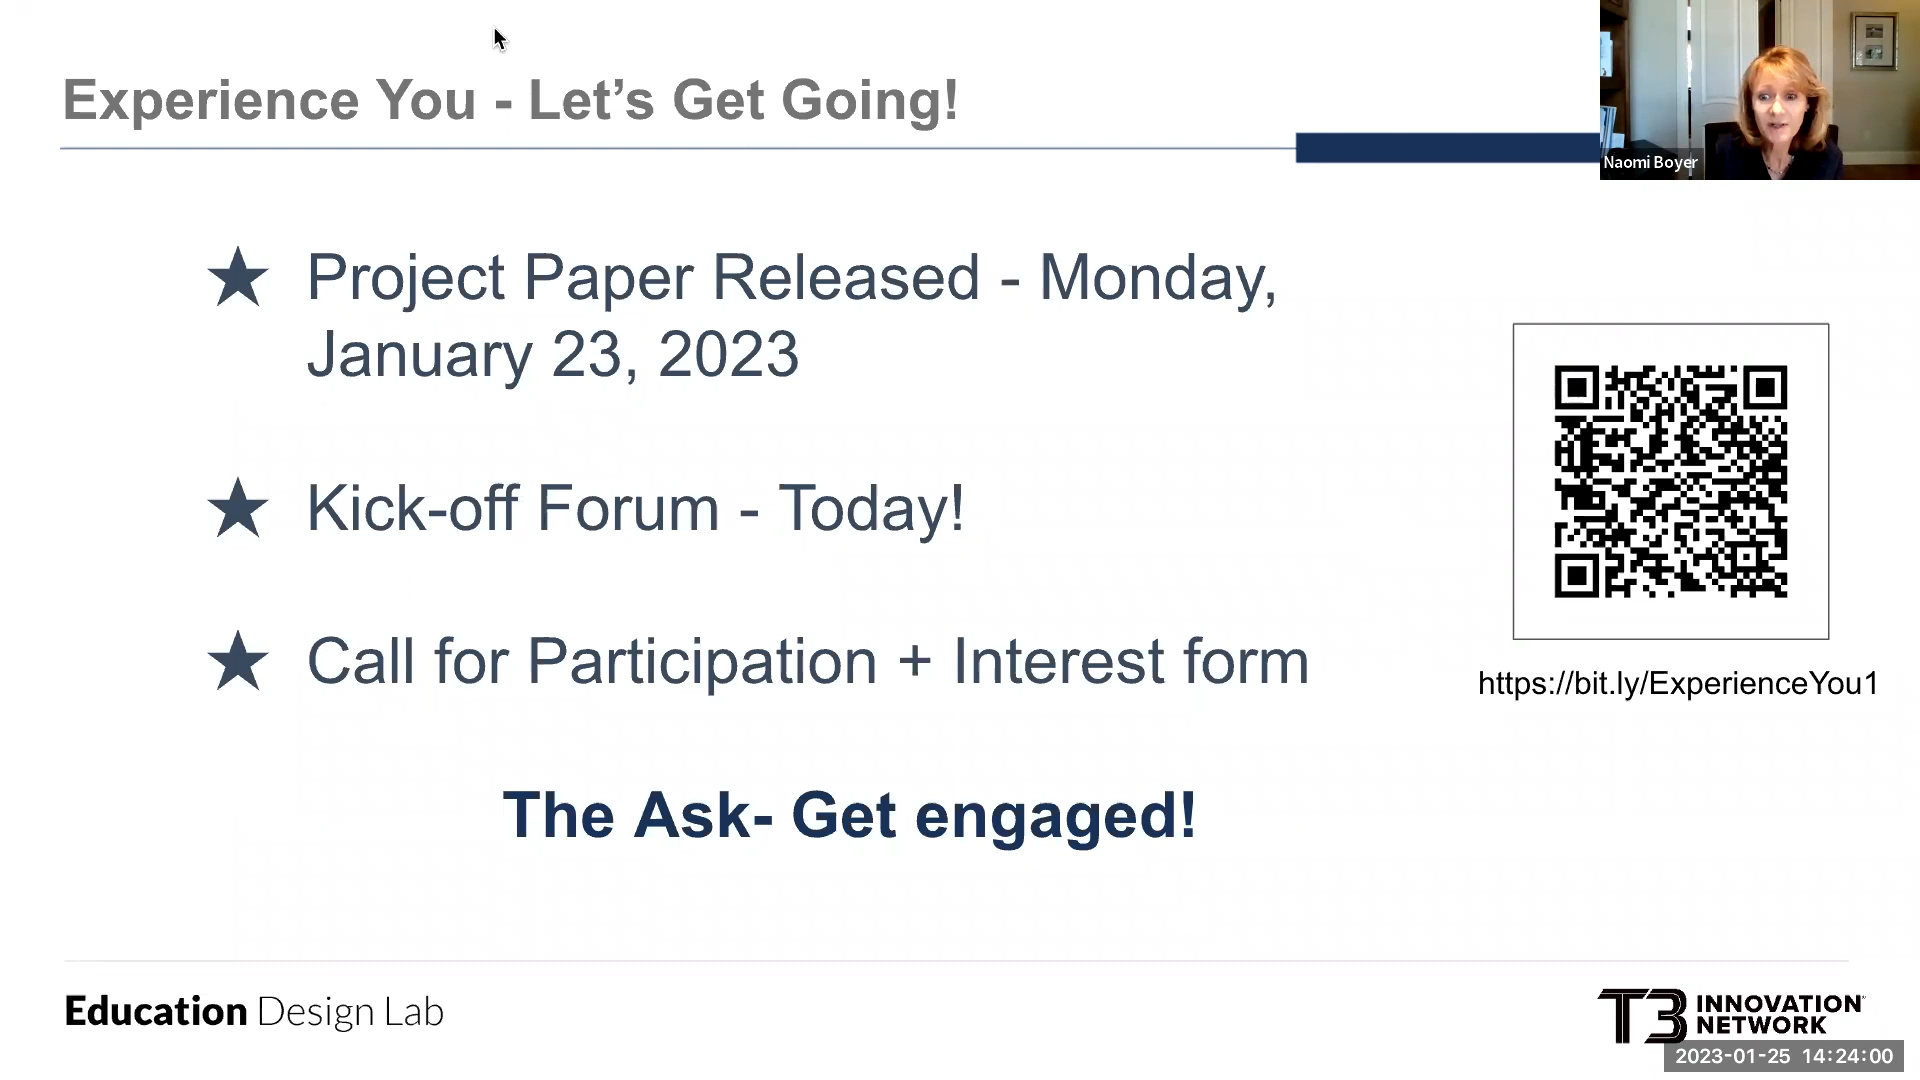 Experience You - Let’s Get Going!
Naomi Boyer
★ Project Paper Released - Monday,
January 23, 2023
★ Kick-off Forum - Today!
★ Call for Participation + Interest form
https://bit.ly/ExperienceYou1
The Ask- Get engaged!
Education Design Lab
T3 INNOVATION
NETWORK
2023-01-25 14:24:00